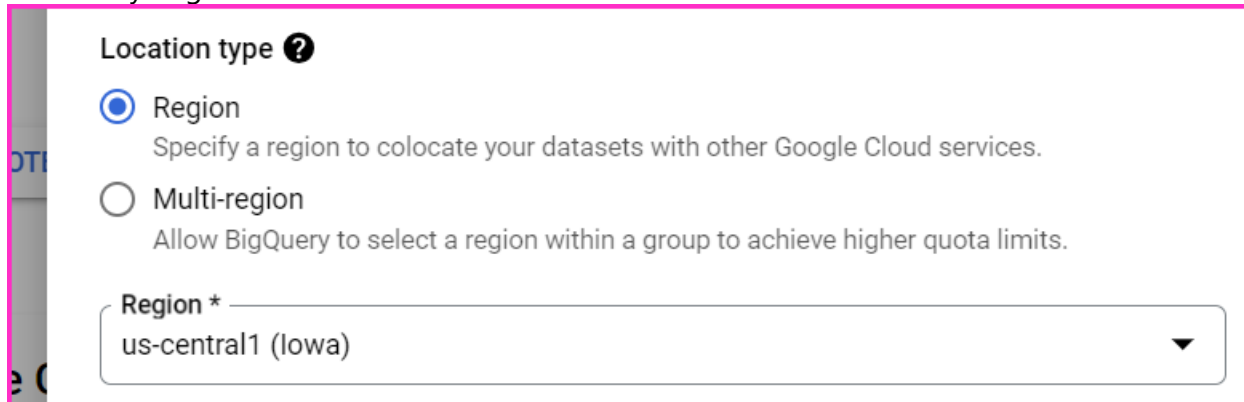 Location type
Region
Specify a region to colocate your datasets with other Google Cloud services.
OTE
Multi-region
Allow BigQuery to select a region within a group to achieve higher quota limits.
Region *
us-central1 (Iowa)